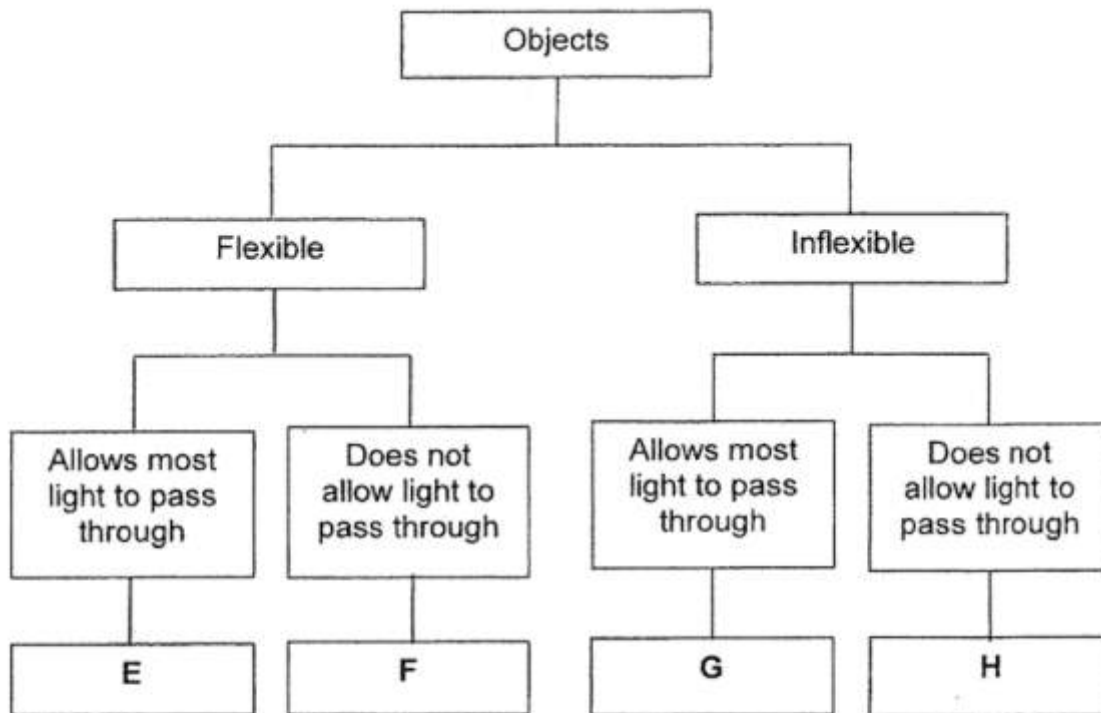 Objects
Flexible
Inflexible
Allows most
light to pass
through
Does not
allow light to
pass through
Allows most
light to pass
through
Does not
allow light to
pass through
E
F
G
H